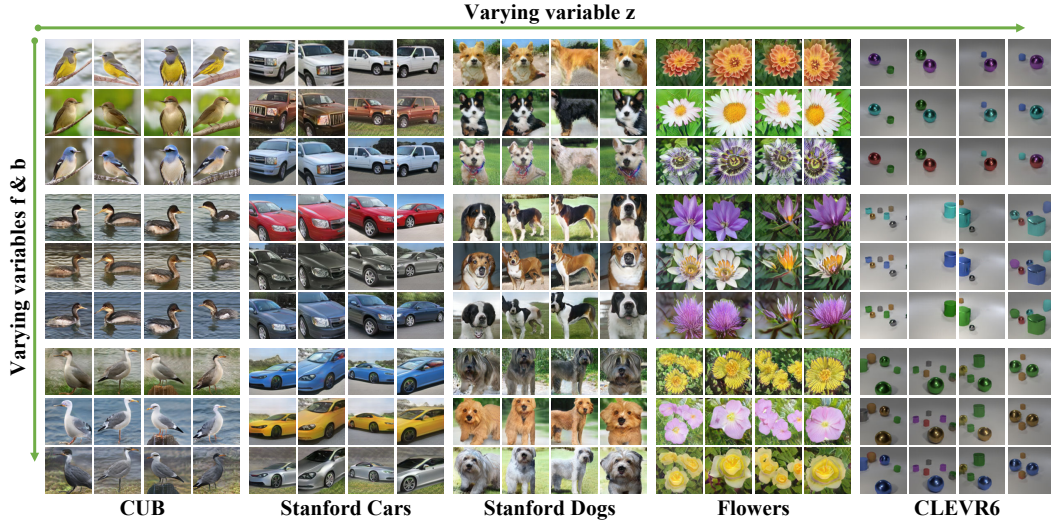 Varying variable z
Varying variables f & b
CUB
Stanford Cars
Stanford Dogs
Flowers
CLEVR6